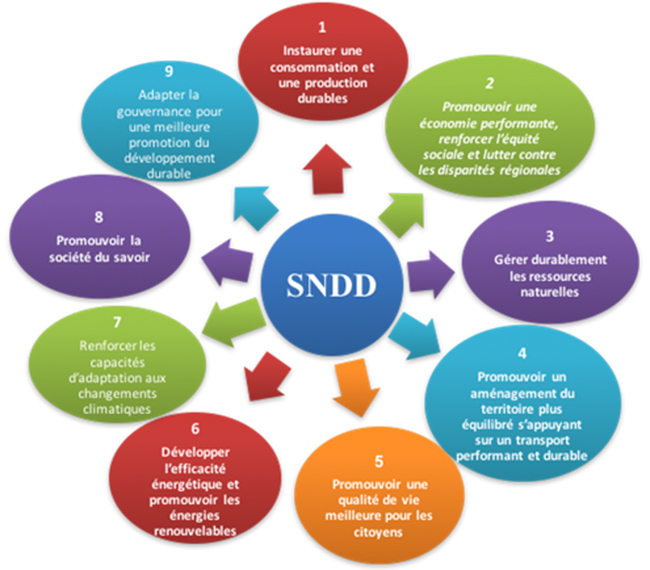 1
Instaurer une
consommation et
une production
durables
2
Promouvoir une
économie performante,
renforcer l'équité
sociale et lutter contre
les disparités régionales
3
Gérer durablement
les ressources
naturelles
4
Promouvoir un
aménagement du
territoire plus
équilibré s'appuyant
sur un transport
performant et durable
5
Promouvoir une
qualité de vie
meilleure pour les
citoyens
6
Développer
l'efficacité
énergétique et
promouvoir les
énergies
renouvelables
7
Renforcer les
capacités
d'adaptation aux
changements
climatiques
8
Promouvoir la
société du savoir
9
Adapter la
gouvernance pour
une meilleure
promotion du
développement
durable
SNDD